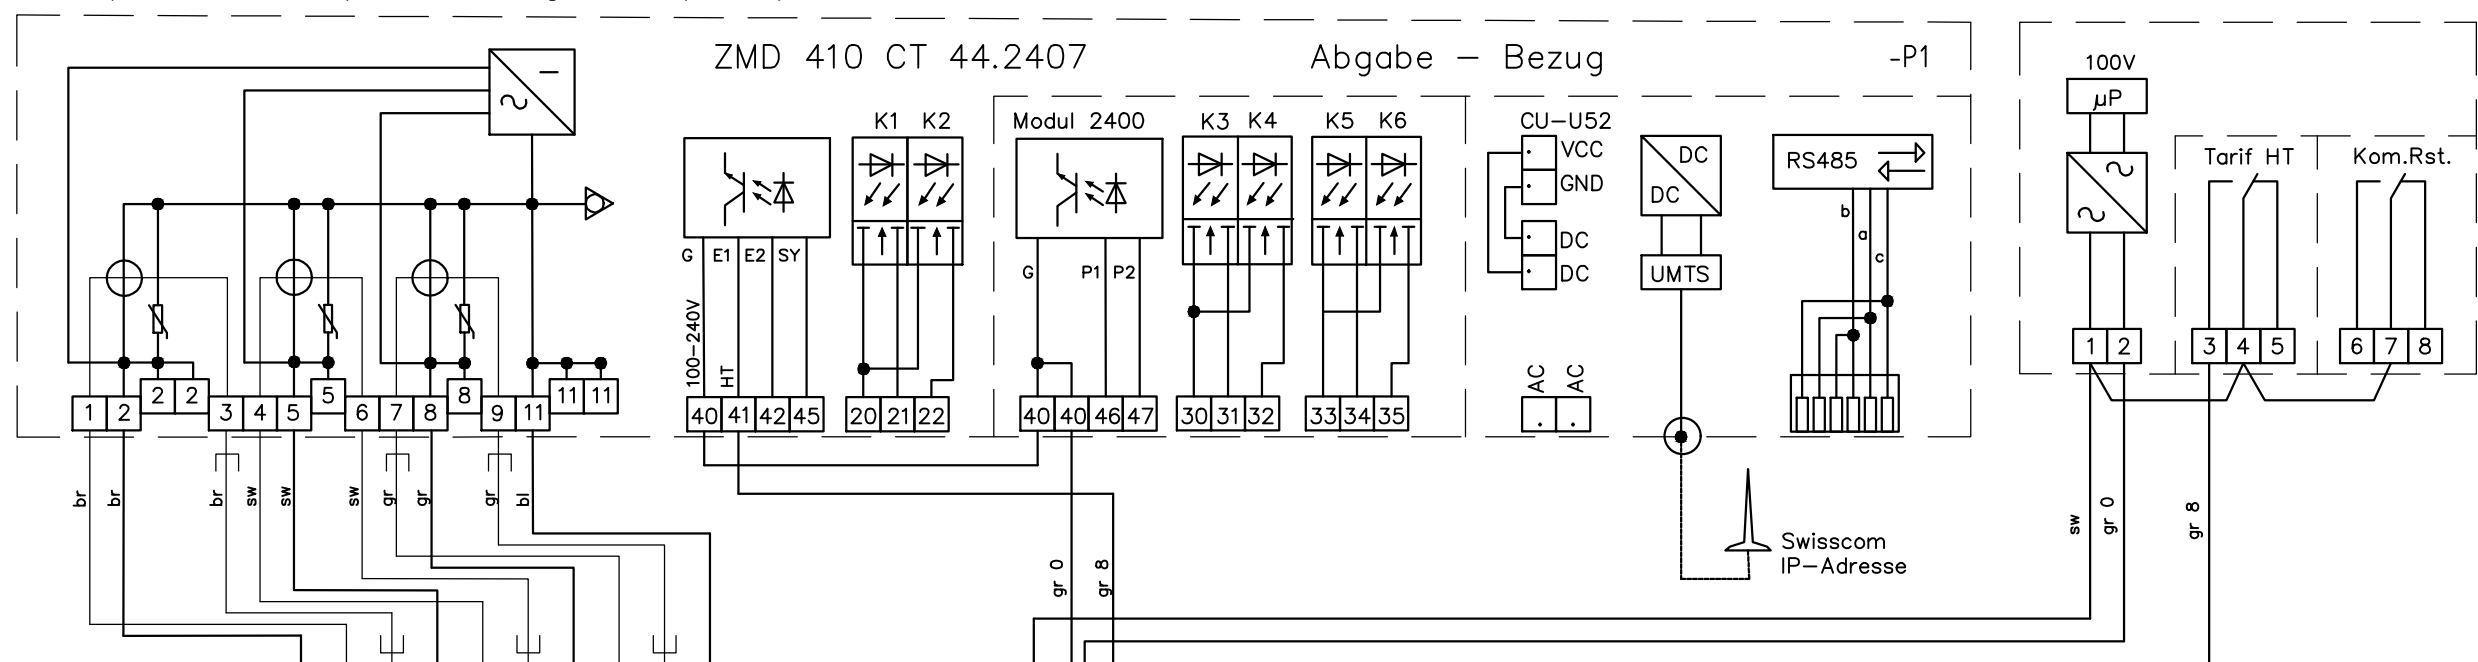 ZMD 410 CT 44.2407 Abgabe – Bezug -P1
100V
µP
K1 K2 Modul 2400 K3 K4 K5 K6 CU–U52
VCC
GND
DC
DC
DC
DC
UMTS
RS485
Tarif HT Kom.Rst.
b
a
c
G E1 E2 SY
G P1 P2
100–240V
HT
AC AC
1 2 3 4 5 6 7 8
2 2 5 8 11 11
1 2 3 4 5 6 7 8 9 11
40 41 42 45 20 21 22 40 40 46 47 30 31 32 33 34 35
br br br sw sw sw gr gr gr bl
sw gr 0 gr 8
gr 0 gr 8
Swisscom
IP–Adresse